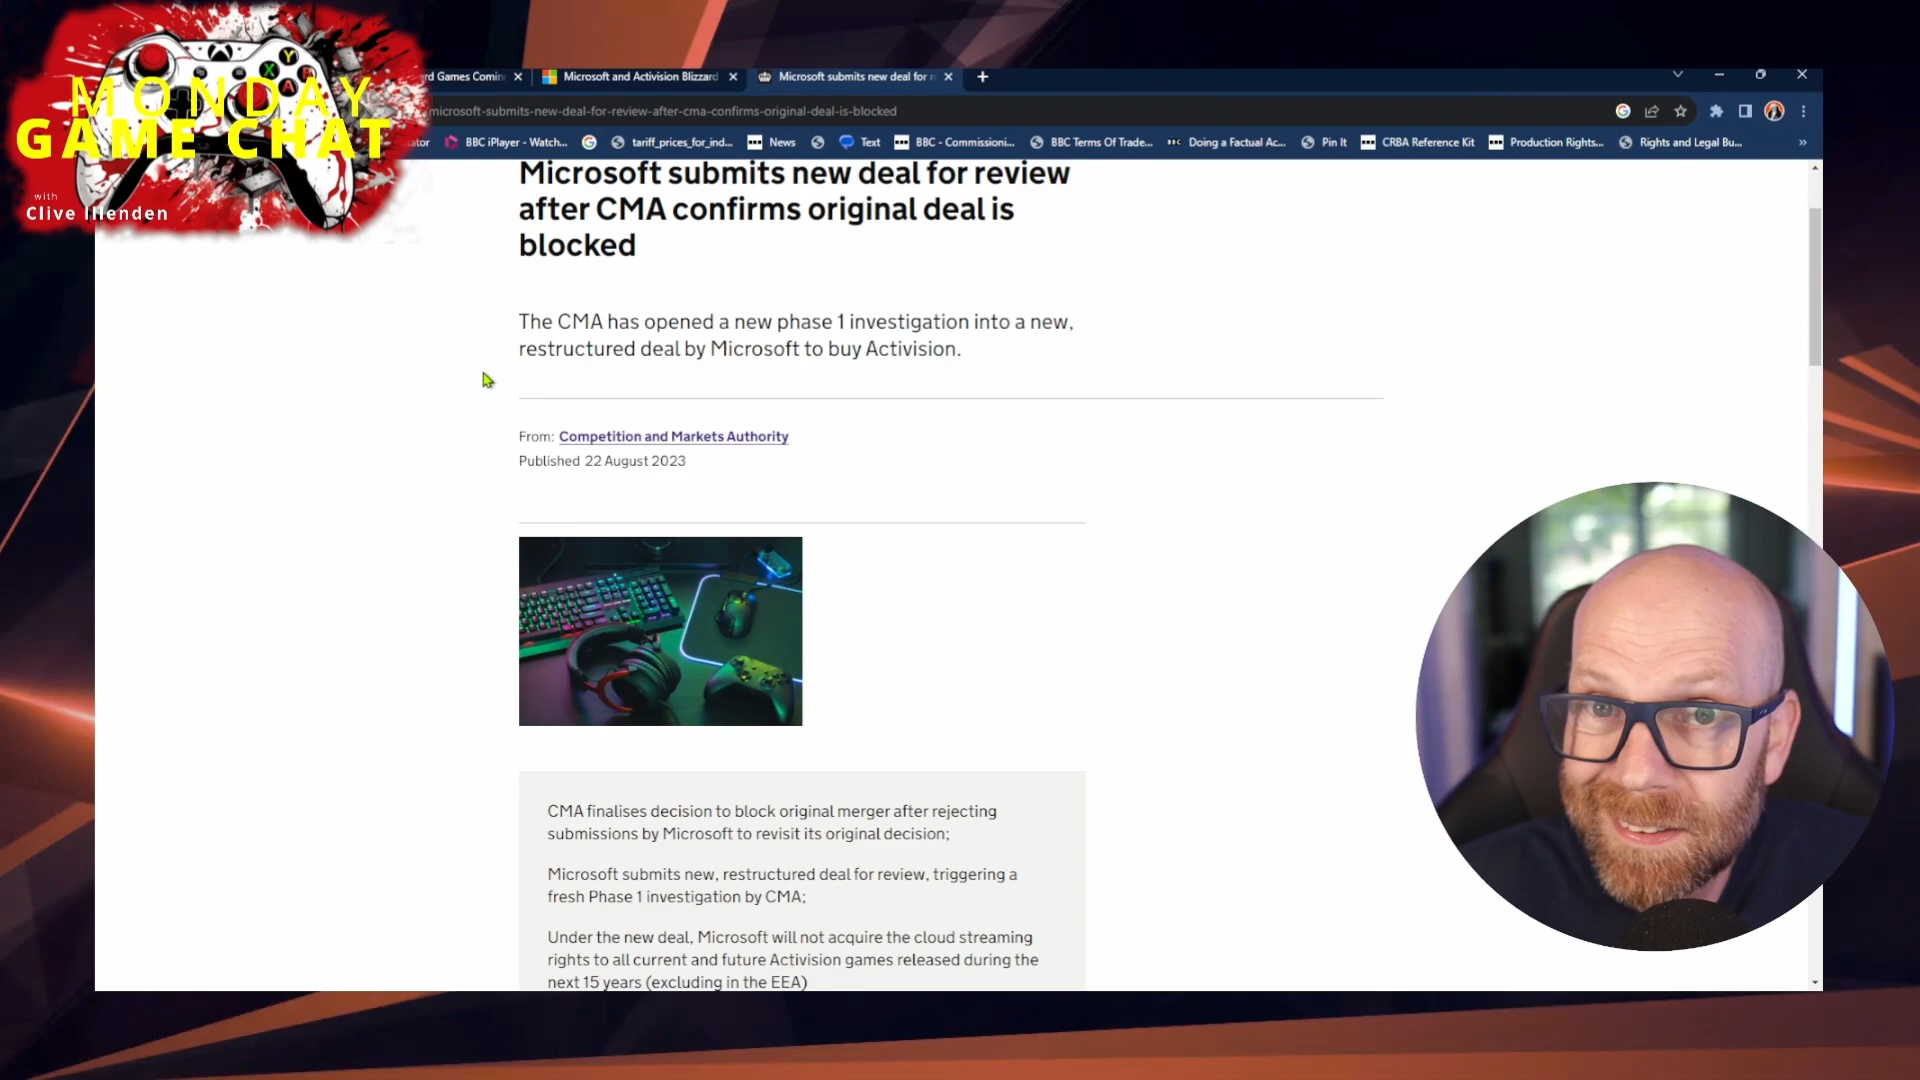 MONDAY
GAME CHAT
with
Clive Illenden
rd Games Comin
Microsoft and Activision Blizzard
Microsoft submits new deal for r
microsoft-submits-new-deal-for-review-after-cma-confirms-original-deal-is-blocked
ator
BBC iPlayer - Watch...
tariff_prices_for_ind...
News
Text
BBC - Commissioni...
BBC Terms Of Trade...
Doing a Factual Ac...
Pin It
CRBA Reference Kit
Production Rights...
Rights and Legal Bu...
Microsoft submits new deal for review
after CMA confirms original deal is
blocked
The CMA has opened a new phase 1 investigation into a new,
restructured deal by Microsoft to buy Activision.
From: Competition and Markets Authority
Published 22 August 2023
CMA finalises decision to block original merger after rejecting
submissions by Microsoft to revisit its original decision;
Microsoft submits new, restructured deal for review, triggering a
fresh Phase 1 investigation by CMA;
Under the new deal, Microsoft will not acquire the cloud streaming
rights to all current and future Activision games released during the
next 15 years (excluding in the EEA)